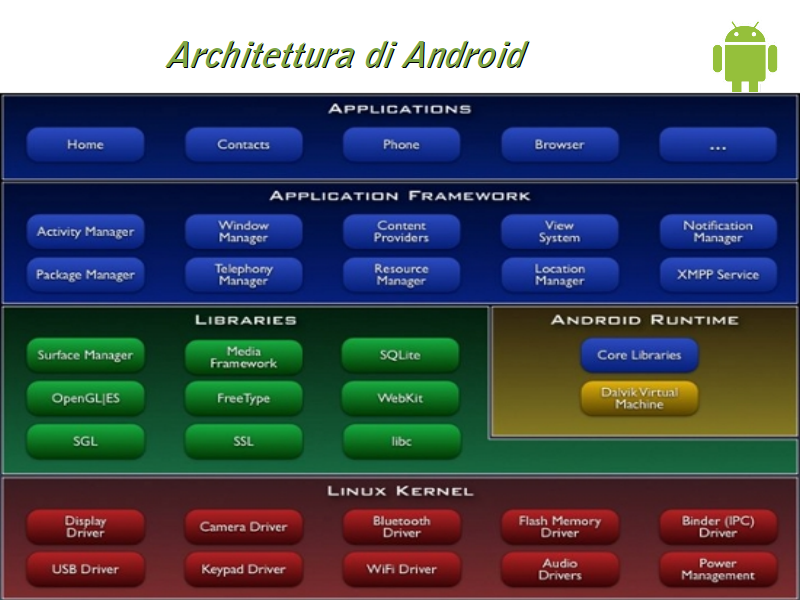 Architettura di Android
APPLICATIONS
Home
Contacts
Phone
Browser
...
APPLICATION FRAMEWORK
Activity Manager
Window
Manager
Content
Providers
View
System
Notification
Manager
Package Manager
Telephony
Manager
Resource
Manager
Location
Manager
XMPP Service
LIBRARIES
Surface Manager
Media
Framework
SQLite
OpenGL|ES
FreeType
WebKit
SGL
SSL
libc
ANDROID RUNTIME
Core Libraries
Dalvik Virtual
Machine
LINUX KERNEL
Display
Driver
Camera Driver
Bluetooth
Driver
Flash Memory
Driver
Binder (IPC)
Driver
USB Driver
Keypad Driver
WiFi Driver
Audio
Drivers
Power
Management